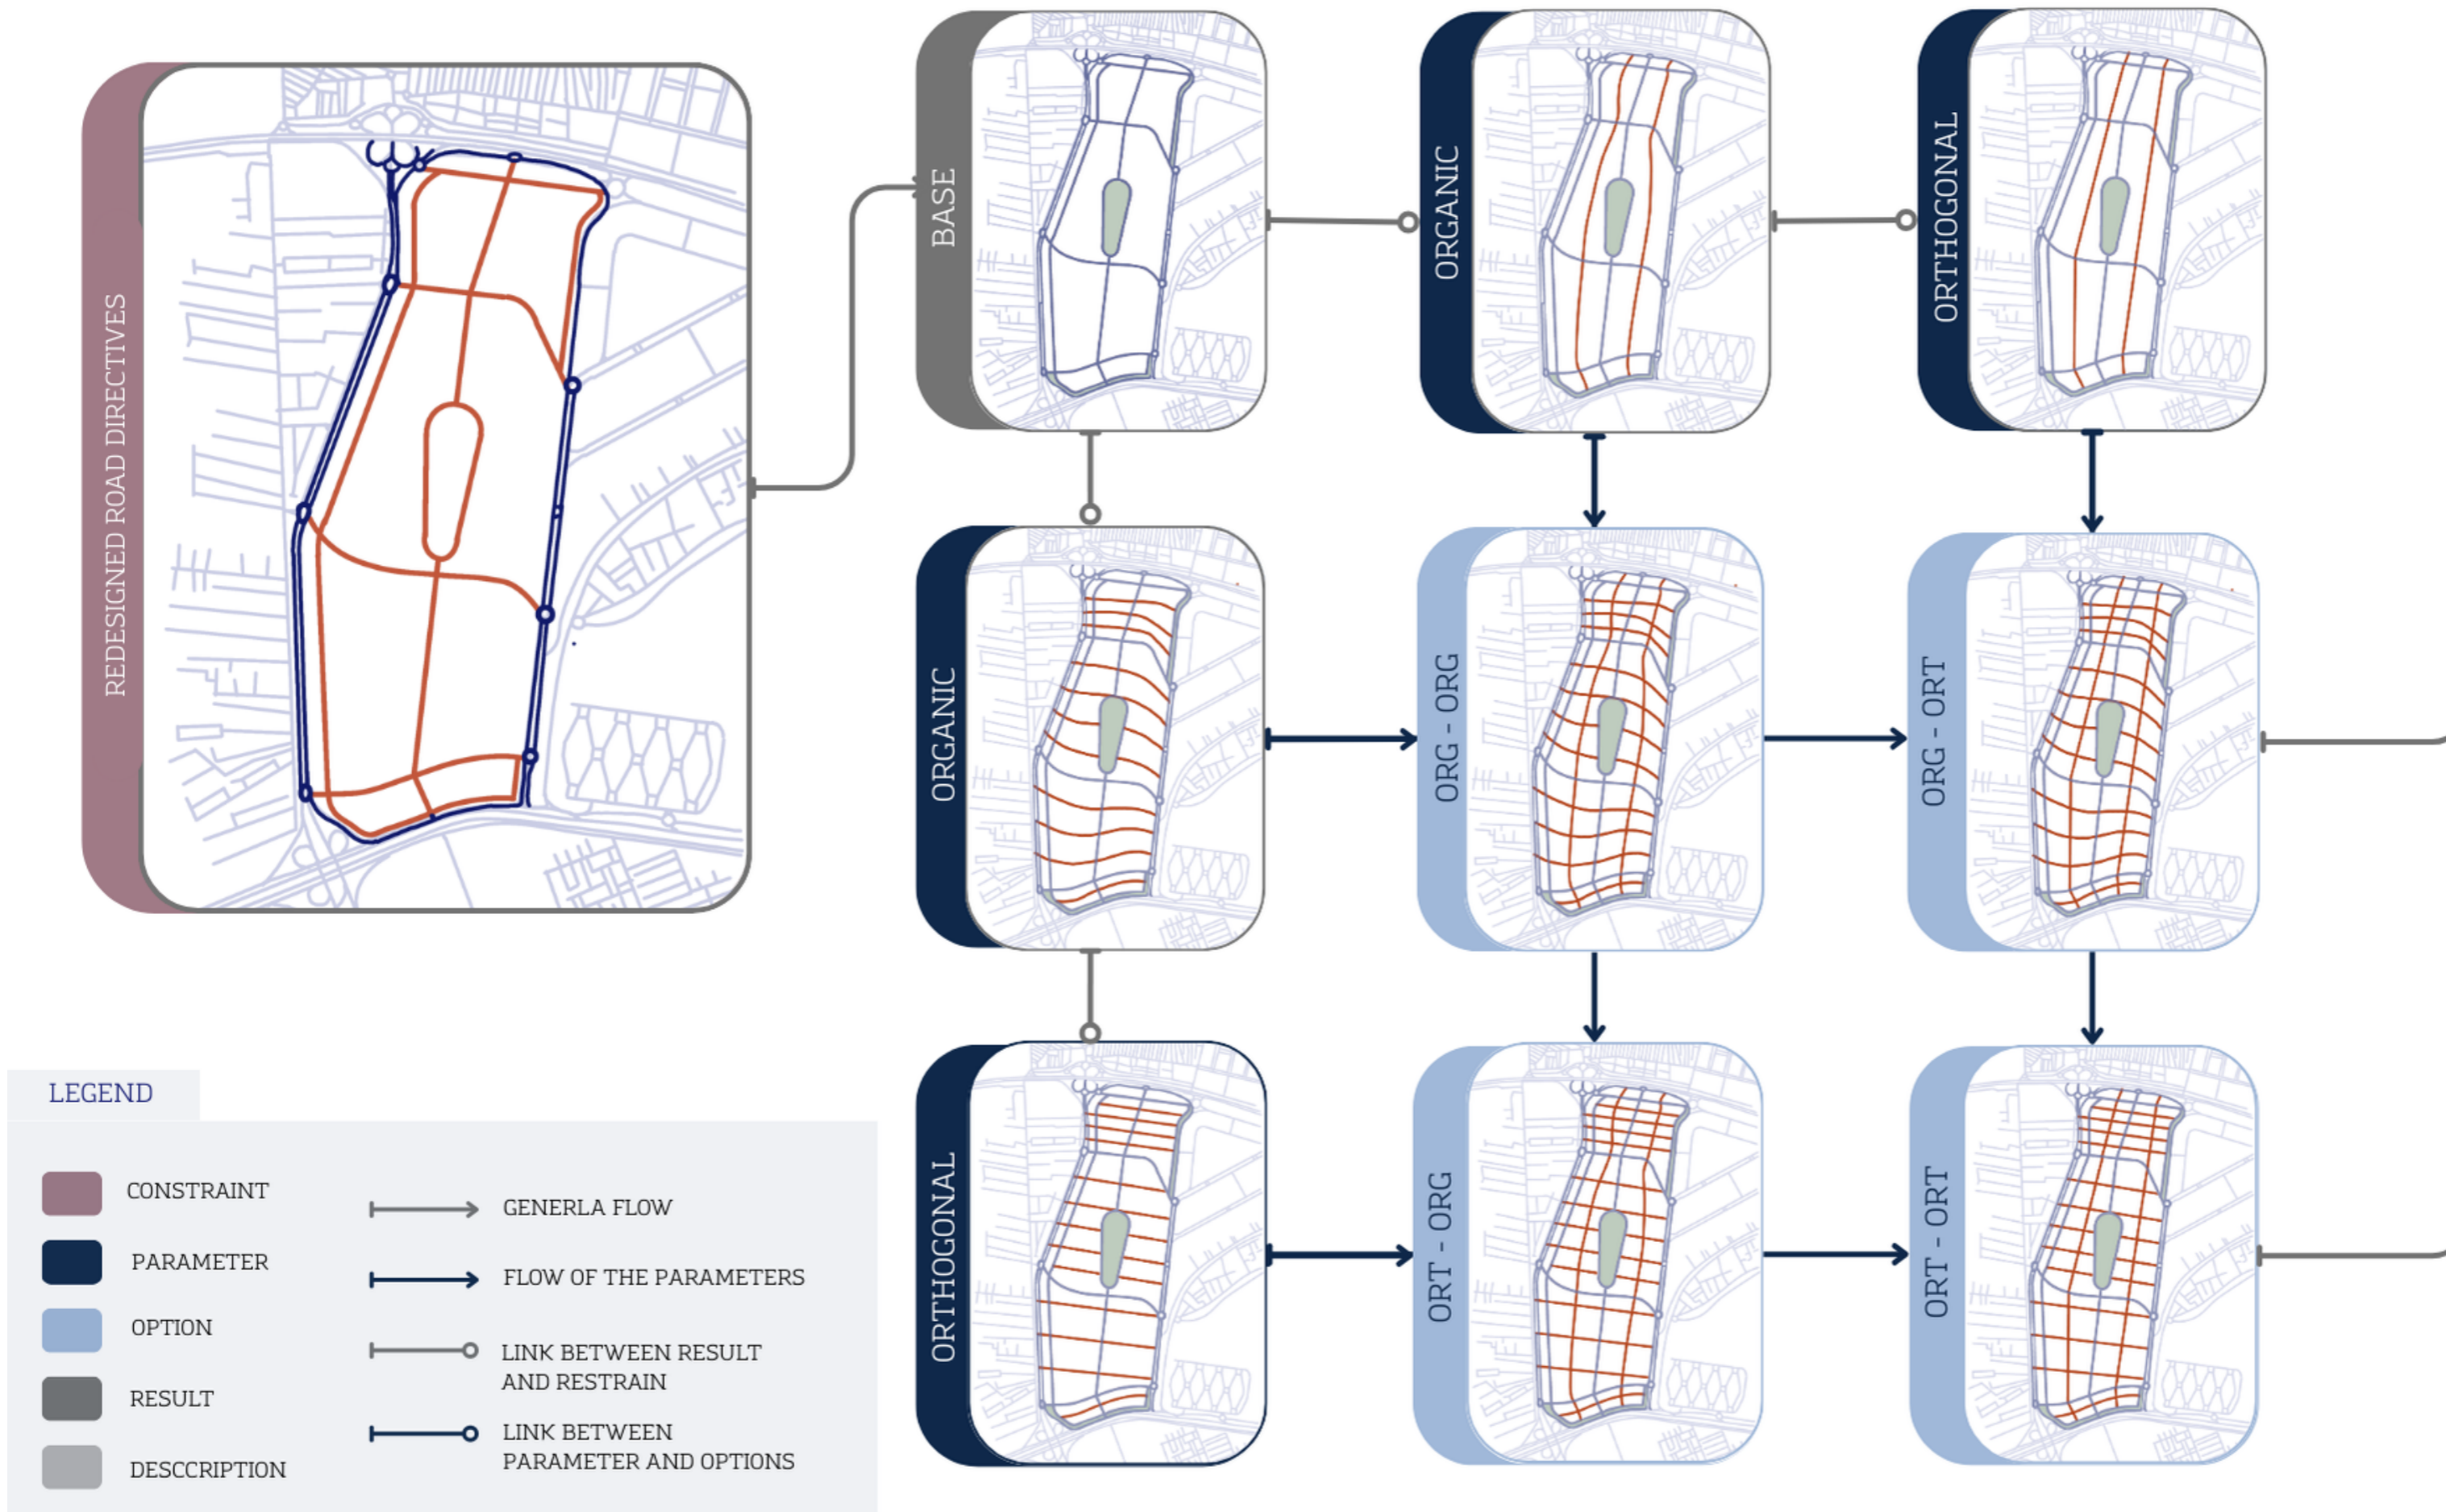 REDESIGNED ROAD DIRECTIVES
BASE
ORGANIC
ORTHOGONAL
ORGANIC
ORG - ORG
ORG - ORT
ORTHOGONAL
ORT - ORG
ORT - ORT
LEGEND
CONSTRAINT
PARAMETER
OPTION
RESULT
DESCCRIPTION
GENERLA FLOW
FLOW OF THE PARAMETERS
LINK BETWEEN RESULT
AND RESTRAIN
LINK BETWEEN
PARAMETER AND OPTIONS